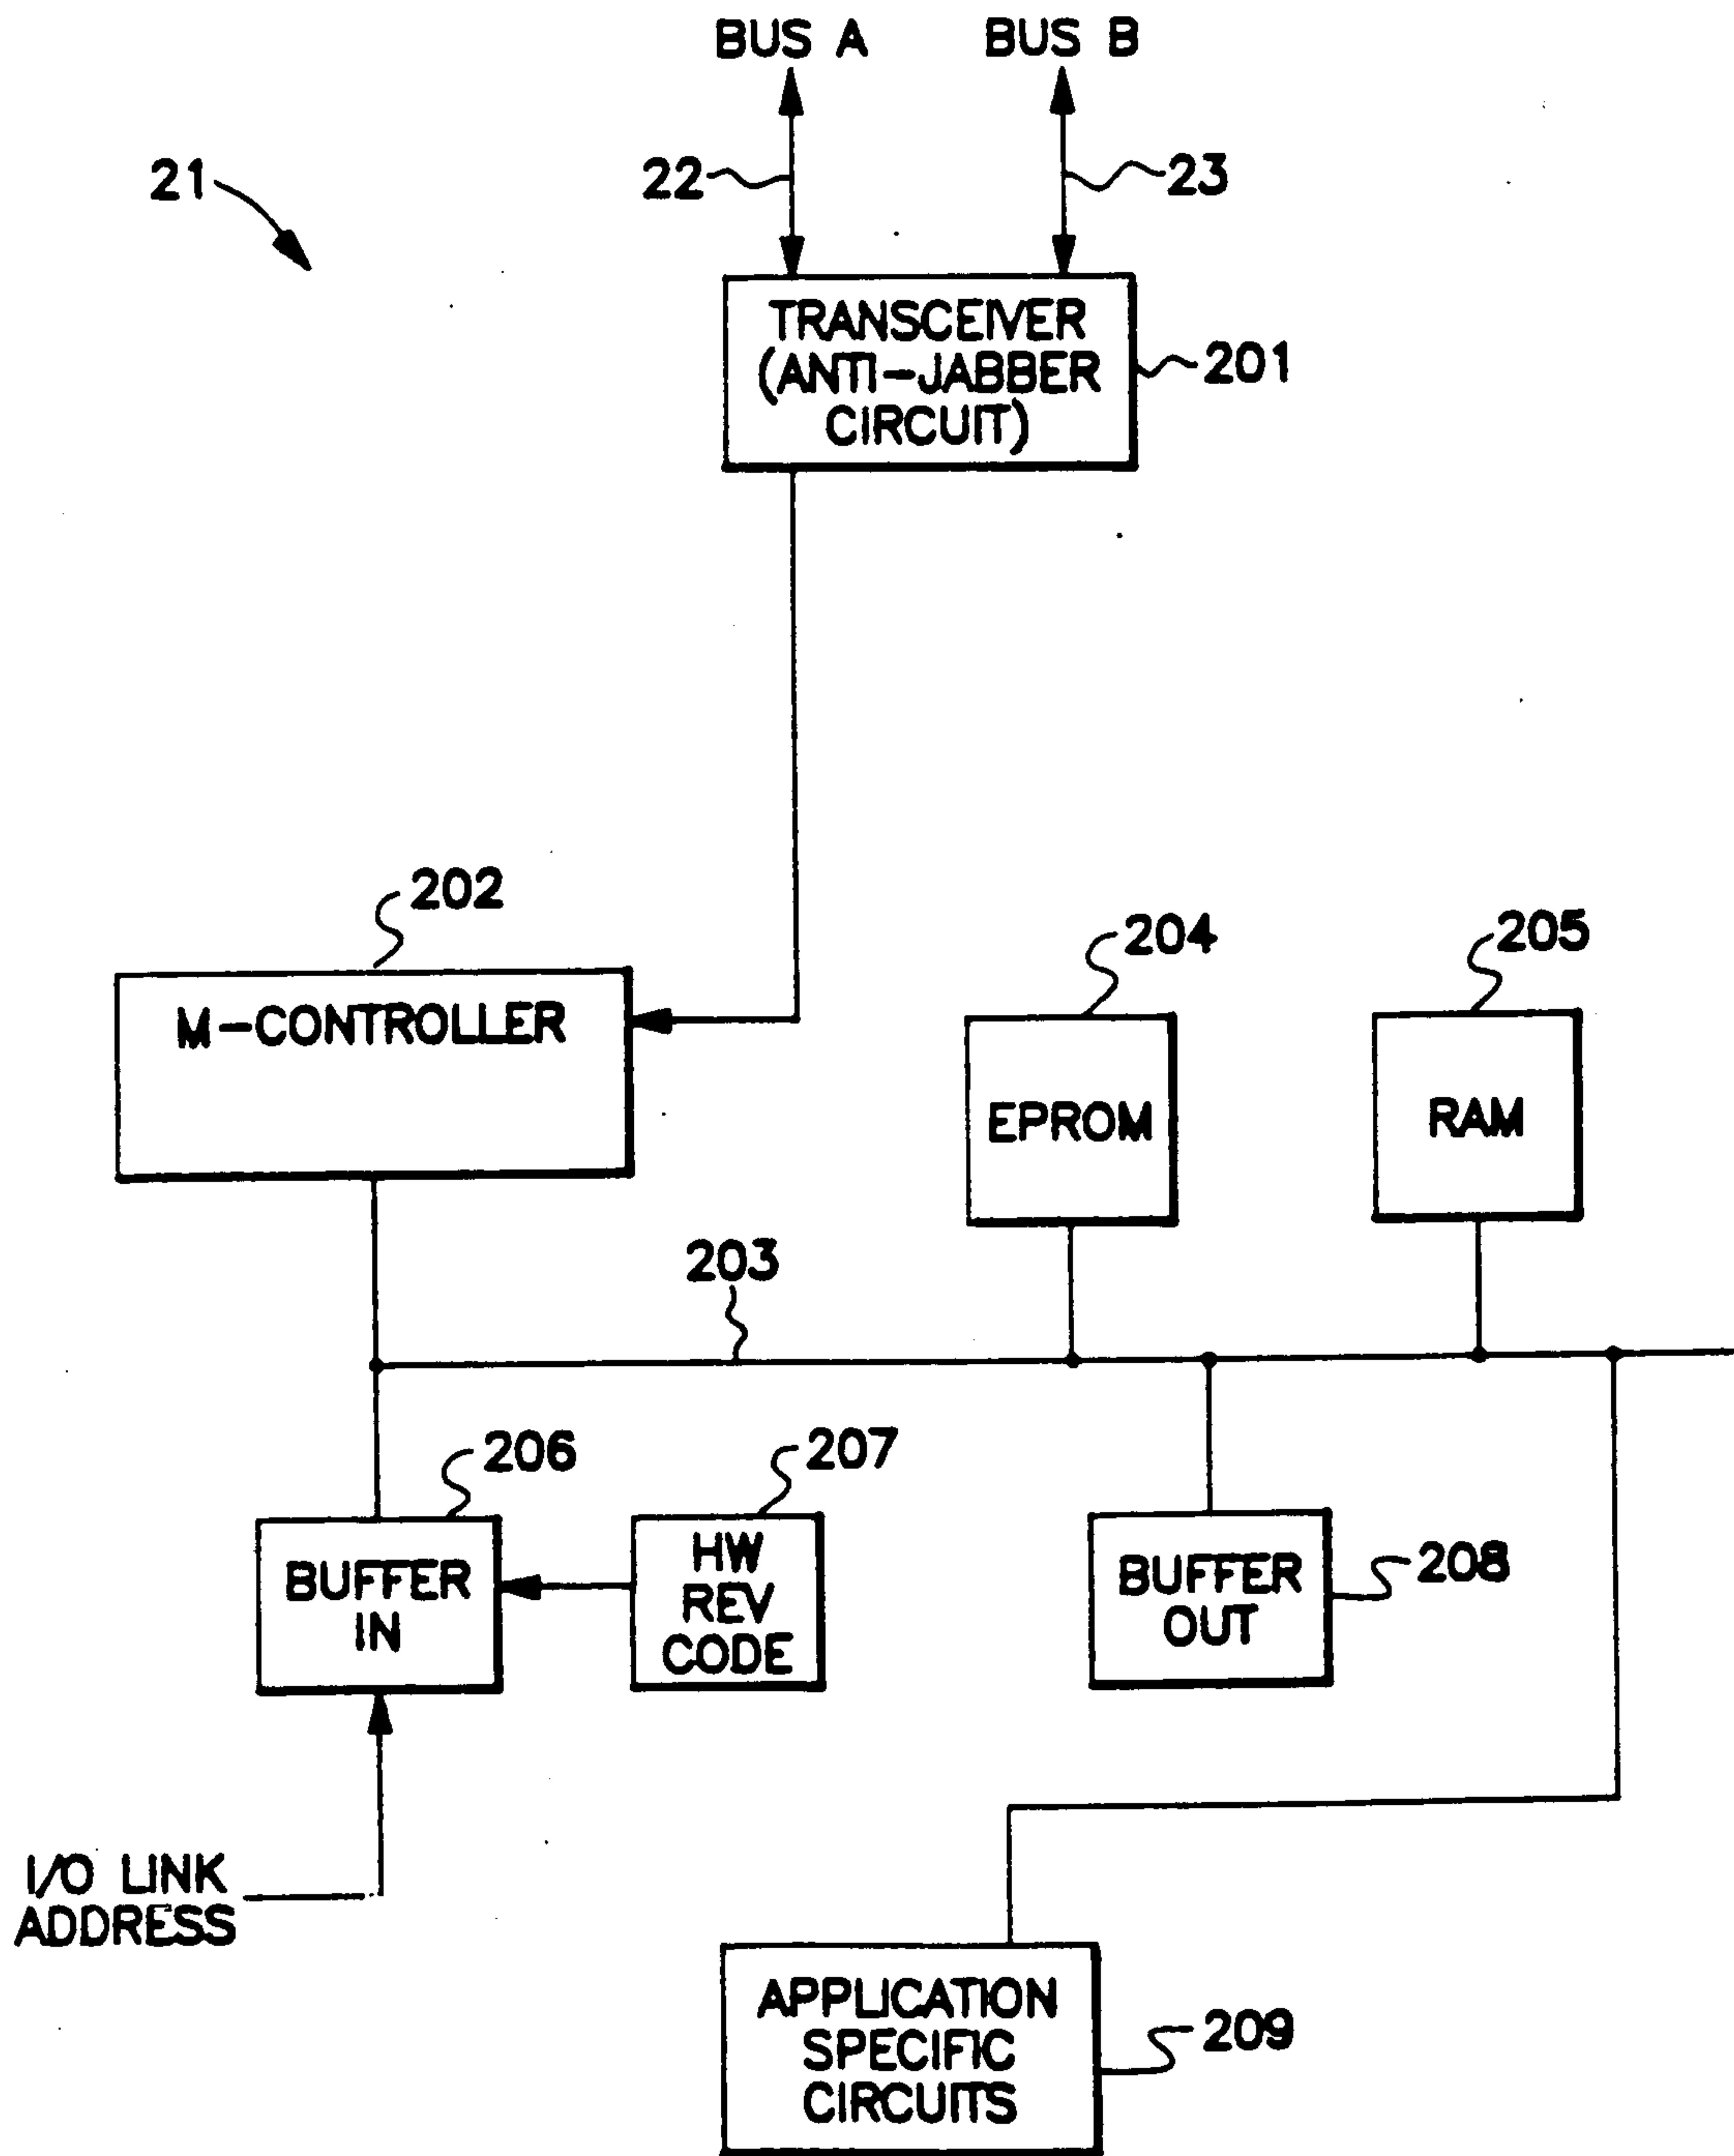 BUS A
BUS B
21
22
23
TRANSCEIVER
(ANTI-JABBER
CIRCUIT)
201
202
M-CONTROLLER
204
EPROM
205
RAM
203
206
BUFFER
IN
207
HW
REV
CODE
BUFFER
OUT
208
I/O LINK
ADDRESS
APPLICATION
SPECIFIC
CIRCUITS
209